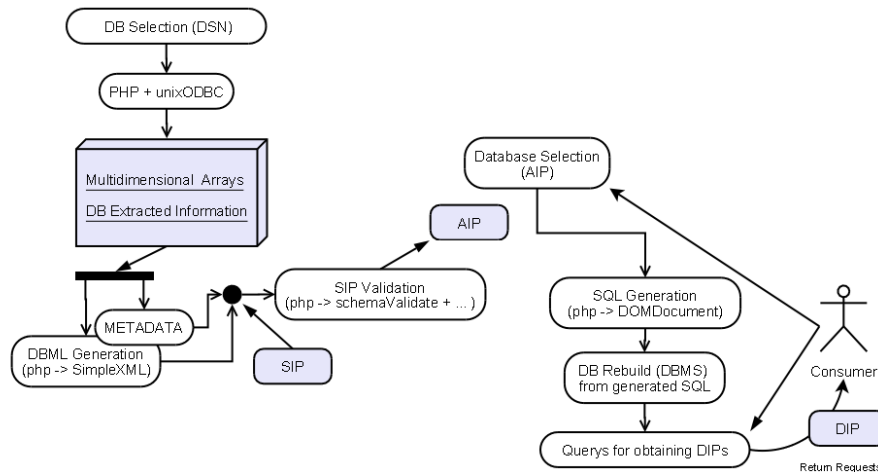 DB Selection (DSN)
PHP + unixODBC
Multidimensional Arrays
DB Extracted Information
METADATA
DBML Generation
(php -> SimpleXML)
SIP
SIP Validation
(php -> schemaValidate + ... )
AIP
Database Selection
(AIP)
SQL Generation
(php -> DOMDocument)
DB Rebuild (DBMS)
from generated SQL
Querys for obtaining DIPs
Consumer
DIP
Return Requests